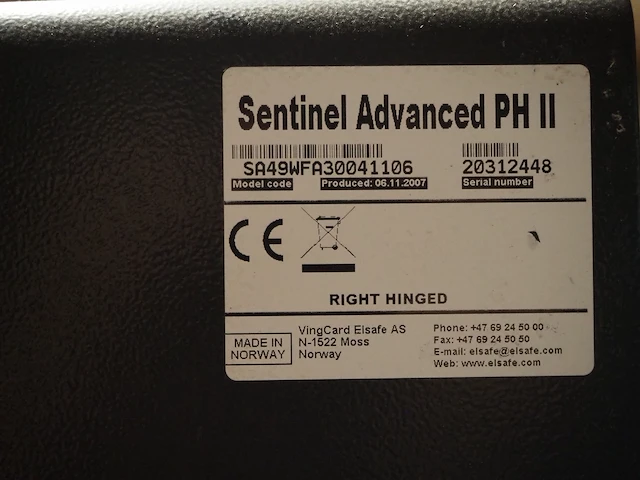 Sentinel Advanced PH II
SA49WFA30041106 20312448
Model code Produced: 06.11.2007 Serial number
CE
RIGHT HINGED
MADE IN
NORWAY
VingCard Elsafe AS
N-1522 Moss
Norway
Phone: +47 69 24 50 00
Fax: +47 69 24 50 50
E-mail: elsafe@elsafe.com
Web: www.elsafe.com